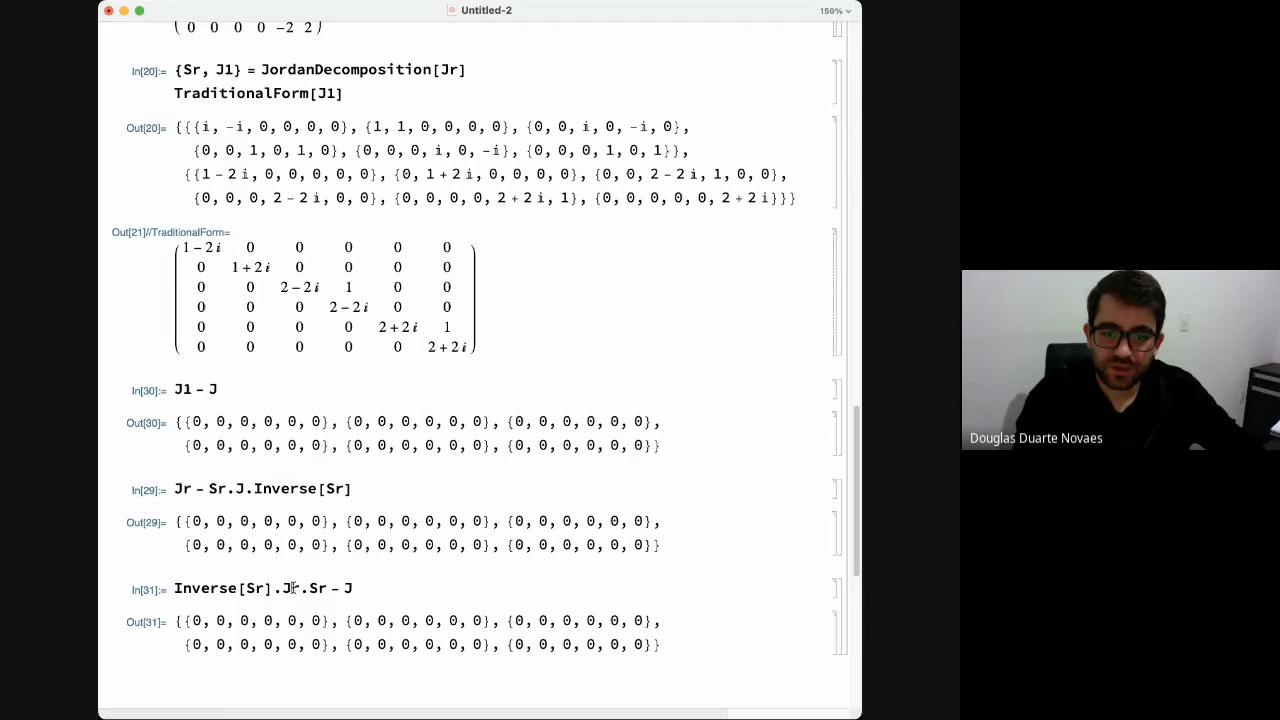 Untitled-2
150%
0 0 0 0 −2 2
In[20]:= {Sr, J1} = JordanDecomposition[Jr]
TraditionalForm[J1]
Out[20]= {{{i, −i, 0, 0, 0, 0}, {1, 1, 0, 0, 0, 0}, {0, 0, i, 0, −i, 0},
{0, 0, 1, 0, 1, 0}, {0, 0, 0, i, 0, −i}, {0, 0, 0, 1, 0, 1}},
{{1 − 2 i, 0, 0, 0, 0, 0}, {0, 1 + 2 i, 0, 0, 0, 0}, {0, 0, 2 − 2 i, 1, 0, 0},
{0, 0, 0, 2 − 2 i, 0, 0}, {0, 0, 0, 0, 2 + 2 i, 1}, {0, 0, 0, 0, 0, 2 + 2 i}}}
Out[21]//TraditionalForm=
1 − 2 i 0 0 0 0 0
0 1 + 2 i 0 0 0 0
0 0 2 − 2 i 1 0 0
0 0 0 2 − 2 i 0 0
0 0 0 0 2 + 2 i 1
0 0 0 0 0 2 + 2 i
In[30]:= J1 − J
Out[30]= {{0, 0, 0, 0, 0, 0}, {0, 0, 0, 0, 0, 0}, {0, 0, 0, 0, 0, 0},
{0, 0, 0, 0, 0, 0}, {0, 0, 0, 0, 0, 0}, {0, 0, 0, 0, 0, 0}}
In[29]:= Jr − Sr.J.Inverse[Sr]
Out[29]= {{0, 0, 0, 0, 0, 0}, {0, 0, 0, 0, 0, 0}, {0, 0, 0, 0, 0, 0},
{0, 0, 0, 0, 0, 0}, {0, 0, 0, 0, 0, 0}, {0, 0, 0, 0, 0, 0}}
In[31]:= Inverse[Sr].Jr.Sr − J
Out[31]= {{0, 0, 0, 0, 0, 0}, {0, 0, 0, 0, 0, 0}, {0, 0, 0, 0, 0, 0},
{0, 0, 0, 0, 0, 0}, {0, 0, 0, 0, 0, 0}, {0, 0, 0, 0, 0, 0}}
Douglas Duarte Novaes